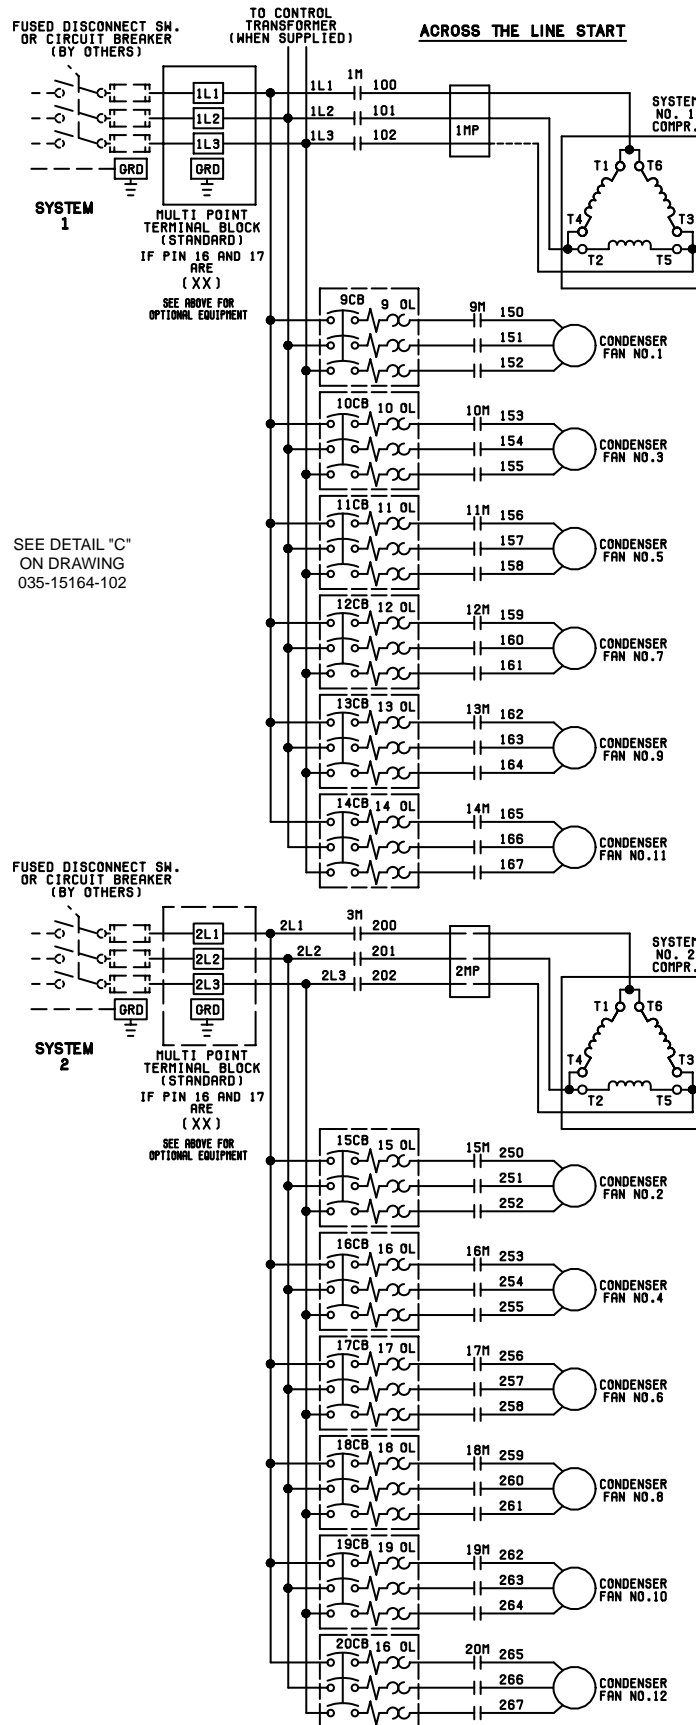 TO CONTROL
TRANSFORMER
(WHEN SUPPLIED)
ACROSS THE LINE START
FUSED DISCONNECT SW.
OR CIRCUIT BREAKER
(BY OTHERS)
1L1
1L2
1L3
GRD
GRD
SYSTEM
1
MULTI POINT
TERMINAL BLOCK
(STANDARD)
IF PIN 16 AND 17
ARE
(XX)
SEE ABOVE FOR
OPTIONAL EQUIPMENT
1L1 1M 100
1L2 101
1L3 102
1MP
SYSTEM
NO. 1
COMPR.
T1 T6
T4 T3
T2 T5
9CB 9 OL 9M 150
151
152
CONDENSER
FAN NO.1
10CB 10 OL 10M 153
154
155
CONDENSER
FAN NO.3
11CB 11 OL 11M 156
157
158
CONDENSER
FAN NO.5
SEE DETAIL "C"
ON DRAWING
035-15164-102
12CB 12 OL 12M 159
160
161
CONDENSER
FAN NO.7
13CB 13 OL 13M 162
163
164
CONDENSER
FAN NO.9
14CB 14 OL 14M 165
166
167
CONDENSER
FAN NO.11
FUSED DISCONNECT SW.
OR CIRCUIT BREAKER
(BY OTHERS)
2L1
2L2
2L3
GRD
GRD
SYSTEM
2
MULTI POINT
TERMINAL BLOCK
(STANDARD)
IF PIN 16 AND 17
ARE
(XX)
SEE ABOVE FOR
OPTIONAL EQUIPMENT
2L1 3M 200
2L2 201
2L3 202
2MP
SYSTEM
NO. 2
COMPR.
T1 T6
T4 T3
T2 T5
15CB 15 OL 15M 250
251
252
CONDENSER
FAN NO.2
16CB 16 OL 16M 253
254
255
CONDENSER
FAN NO.4
17CB 17 OL 17M 256
257
258
CONDENSER
FAN NO.6
18CB 18 OL 18M 259
260
261
CONDENSER
FAN NO.8
19CB 19 OL 19M 262
263
264
CONDENSER
FAN NO.10
20CB 16 OL 20M 265
266
267
CONDENSER
FAN NO.12